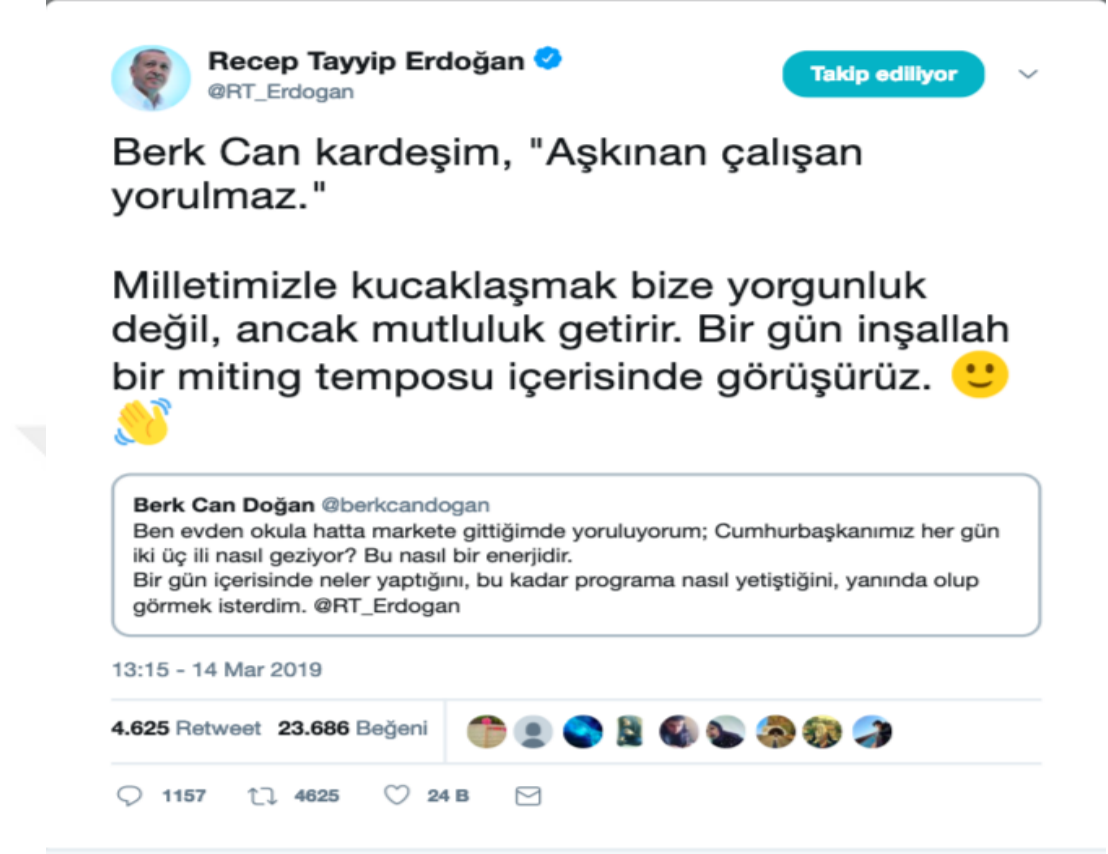 Recep Tayyip Erdoğan
@RT_Erdogan
Takip ediliyor
Berk Can kardeşim, "Aşkınan çalışan
yorulmaz."
Milletimizle kucaklaşmak bize yorgunluk
değil, ancak mutluluk getirir. Bir gün inşallah
bir miting temposu içerisinde görüşürüz. 🙂
👋
Berk Can Doğan @berkcandogan
Ben evden okula hatta markete gittiğimde yoruluyorum; Cumhurbaşkanımız her gün
iki üç ili nasıl geziyor? Bu nasıl bir enerjidir.
Bir gün içerisinde neler yaptığını, bu kadar programa nasıl yetiştiğini, yanında olup
görmek isterdim. @RT_Erdogan
13:15 - 14 Mar 2019
4.625 Retweet 23.686 Beğeni
1157 4625 24 B